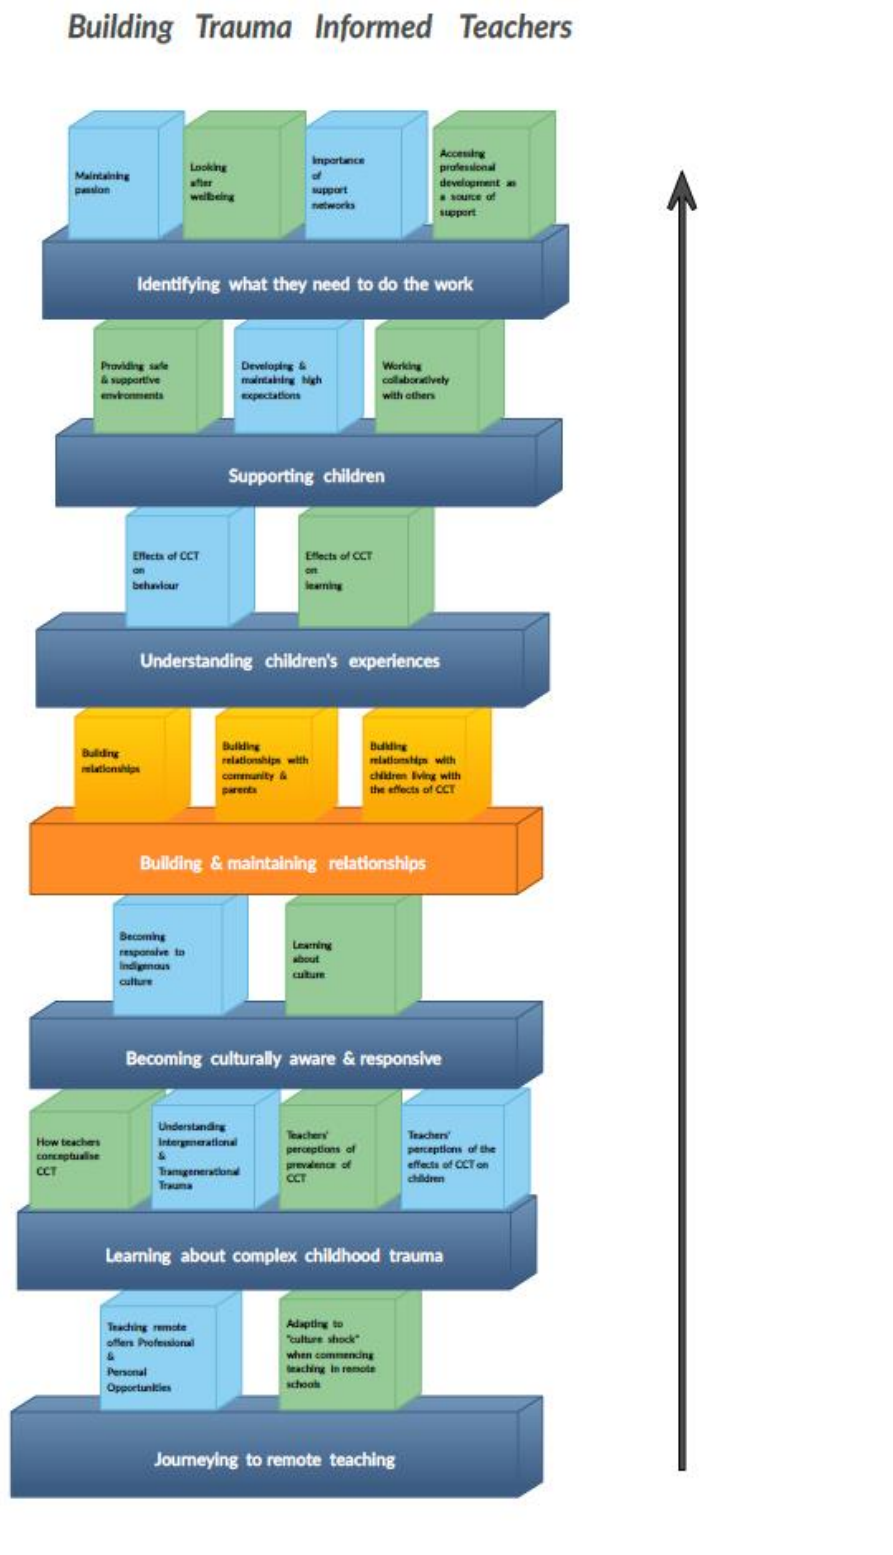 Building Trauma Informed Teachers
Maintaining
passion
Looking
after
wellbeing
Importance
of
support
networks
Accessing
professional
development as
a source of
support
Identifying what they need to do the work
Providing safe
& supportive
environments
Developing &
maintaining high
expectations
Working
collaboratively
with others
Supporting children
Effects of CCT
on
behaviour
Effects of CCT
on
learning
Understanding children's experiences
Building
relationships
Building
relationships with
community &
parents
Building
relationships with
children living with
the effects of CCT
Building & maintaining relationships
Becoming
responsive to
Indigenous
culture
Learning
about
culture
Becoming culturally aware & responsive
How teachers
conceptualise
CCT
Understanding
Intergenerational
&
Transgenerational
Trauma
Teachers'
perceptions of
prevalence of
CCT
Teachers'
perceptions of the
effects of CCT on
children
Learning about complex childhood trauma
Teaching remote
offers Professional
&
Personal
Opportunities
Adapting to
"culture shock"
when commencing
teaching in remote
schools
Journeying to remote teaching